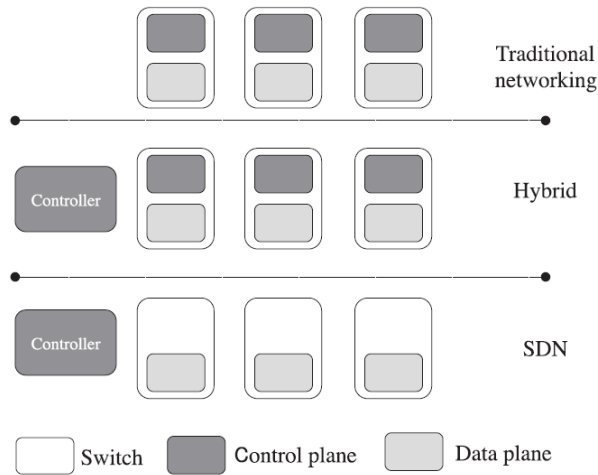 Traditional
networking
Controller
Hybrid
Controller
SDN
Switch
Control plane
Data plane